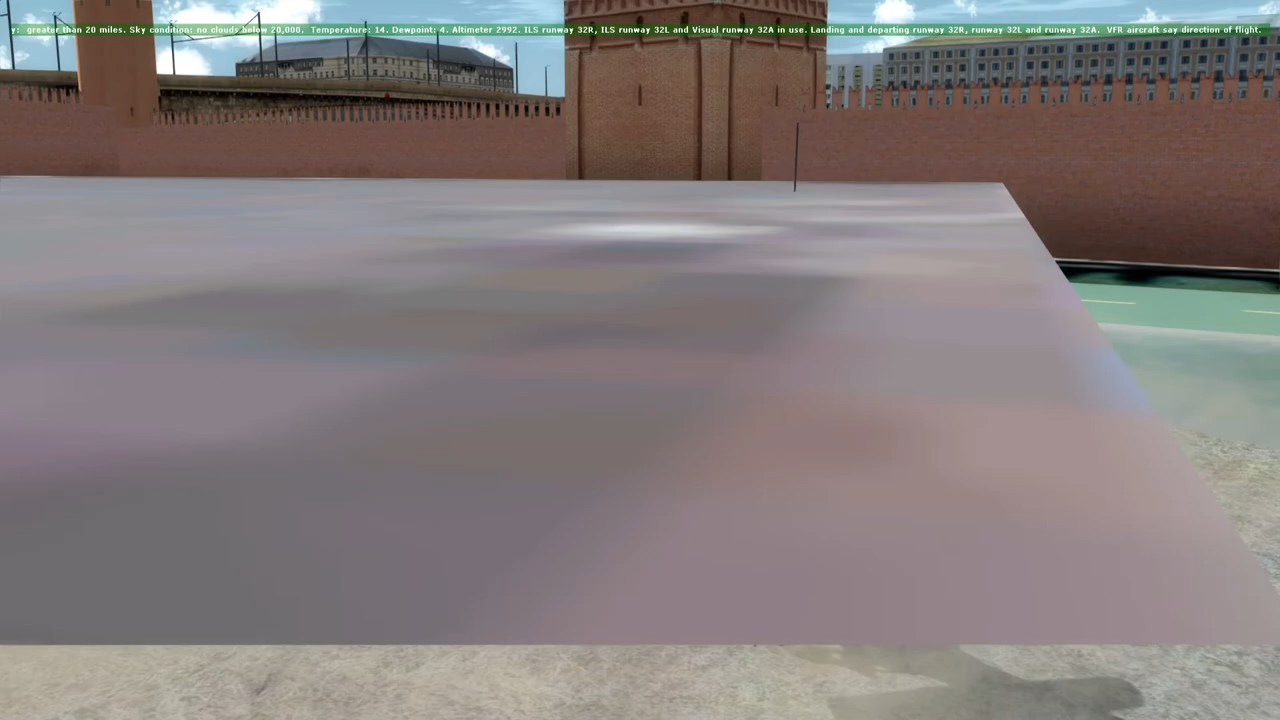 y: greater than 20 miles. Sky condition: no clouds below 20,000. Temperature: 14. Dewpoint: 4. Altimeter 2992. ILS runway 32R, ILS runway 32L and Visual runway 32A in use. Landing and departing runway 32R, runway 32L and runway 32A. VFR aircraft say direction of flight.